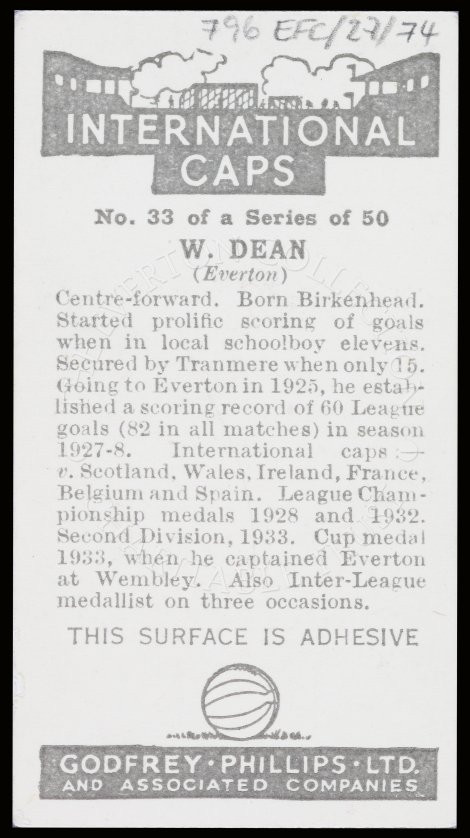 796 EFC/27/74
INTERNATIONAL
CAPS
No. 33 of a Series of 50
W. DEAN
(Everton)
Centre-forward. Born Birkenhead.
Started prolific scoring of goals
when in local schoolboy elevens.
Secured by Tranmere when only 15.
Going to Everton in 1925, he estab-
lished a scoring record of 60 League
goals (82 in all matches) in season
1927-8. International caps:—
v. Scotland, Wales, Ireland, France,
Belgium and Spain. League Cham-
pionship medals 1928 and 1932.
Second Division, 1933. Cup medal
1933, when he captained Everton
at Wembley. Also Inter-League
medallist on three occasions.
THIS SURFACE IS ADHESIVE
GODFREY · PHILLIPS · LTD.
AND ASSOCIATED COMPANIES